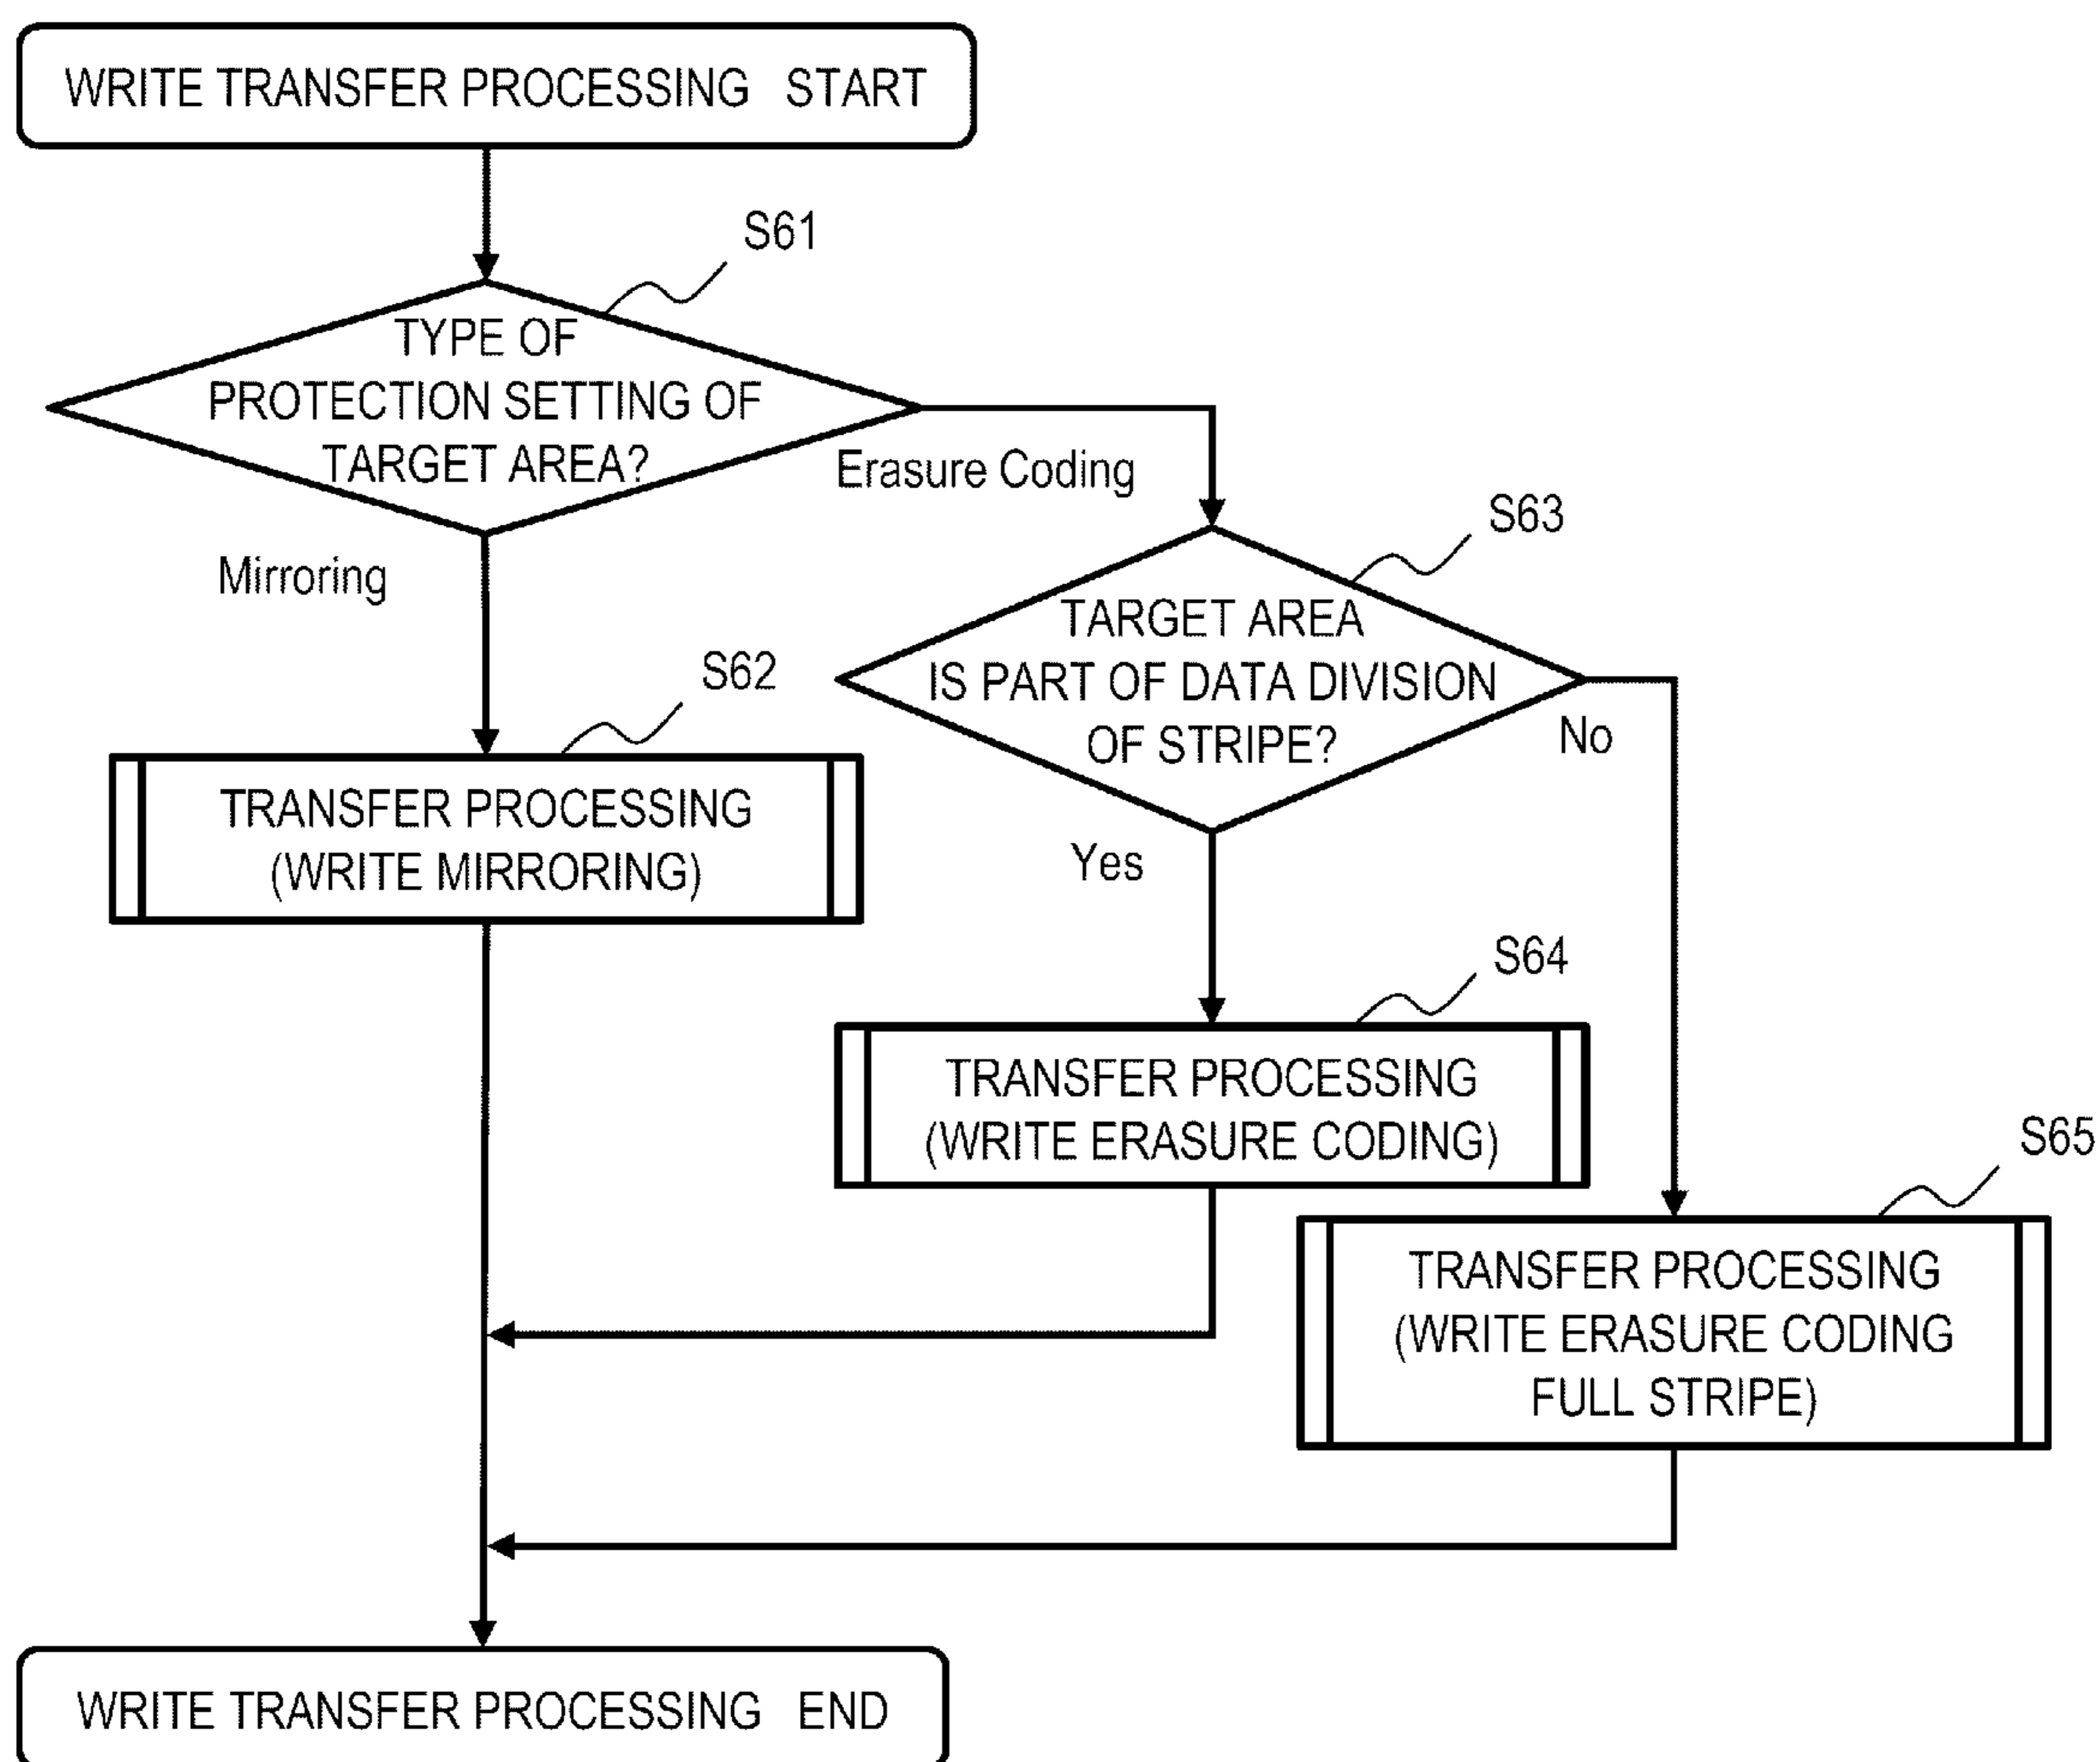 WRITE TRANSFER PROCESSING START
S61
TYPE OF
PROTECTION SETTING OF
TARGET AREA?
Erasure Coding
Mirroring
S63
TARGET AREA
IS PART OF DATA DIVISION
OF STRIPE?
No
Yes
S62
TRANSFER PROCESSING
(WRITE MIRRORING)
S64
TRANSFER PROCESSING
(WRITE ERASURE CODING)
S65
TRANSFER PROCESSING
(WRITE ERASURE CODING
FULL STRIPE)
WRITE TRANSFER PROCESSING END